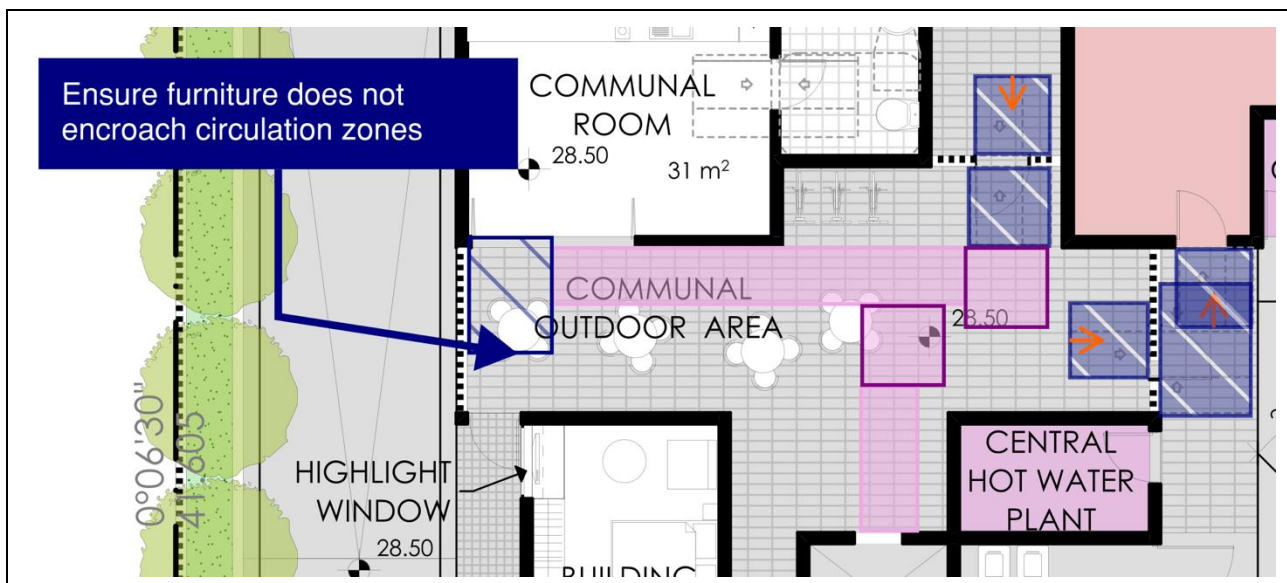 Ensure furniture does not
encroach circulation zones
COMMUNAL
ROOM
28.50
31 m²
COMMUNAL
OUTDOOR AREA
28.50
0°06'30"
41.605
HIGHLIGHT
WINDOW
28.50
CENTRAL
HOT WATER
PLANT
BUILDING